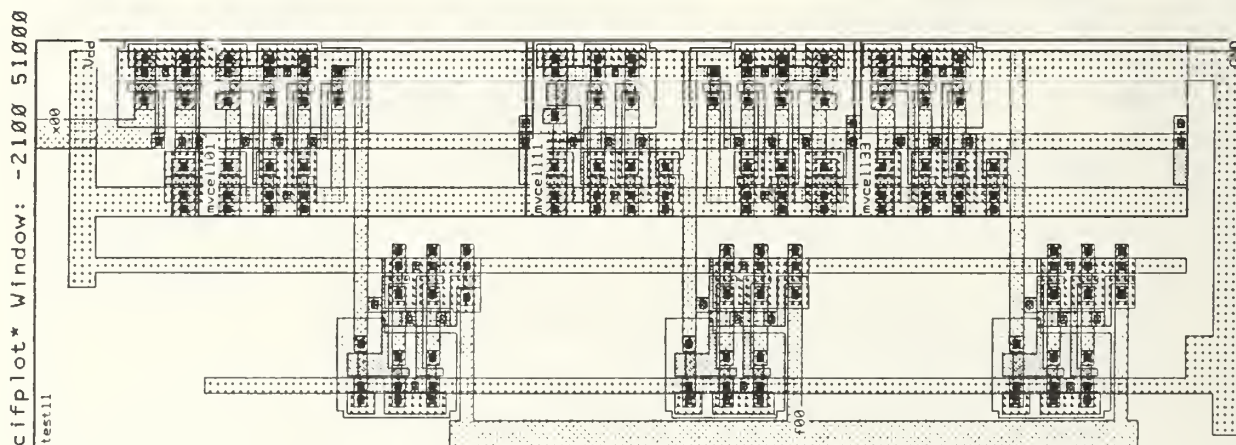 cifplot* Window: -2100 51000
test11
x00
Vdd
mvcell01
mvcell11
mvcell33
f00